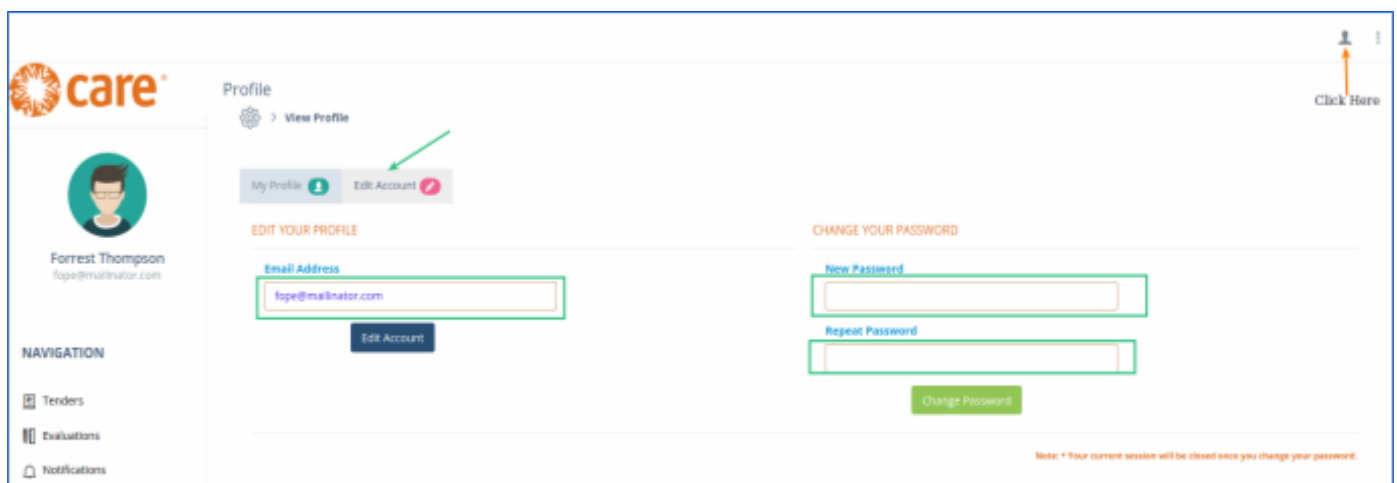 Click Here
care
Profile
> View Profile
My Profile
Edit Account
EDIT YOUR PROFILE
CHANGE YOUR PASSWORD
Forrest Thompson
fope@mailinator.com
Email Address
fope@mailinator.com
Edit Account
New Password
Repeat Password
Change Password
NAVIGATION
Tenders
Evaluations
Notifications
Note: * Your current session will be closed once you change your password.